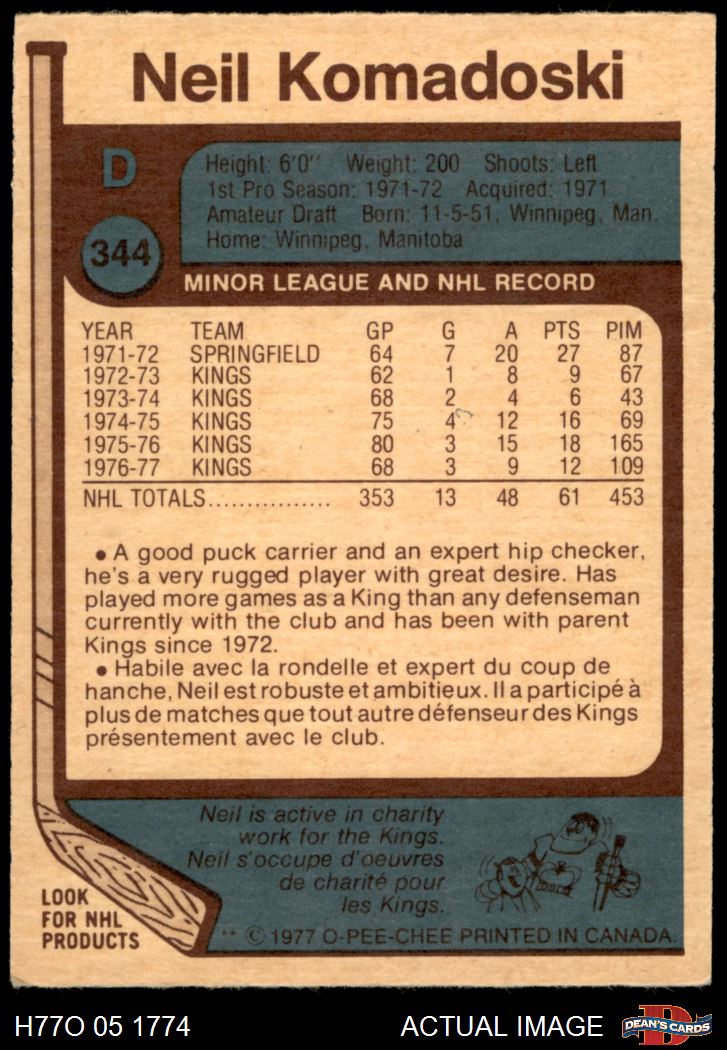 Neil Komadoski
D
344
Height: 6'0" Weight: 200 Shoots: Left
1st Pro Season: 1971-72 Acquired: 1971
Amateur Draft Born: 11-5-51, Winnipeg, Man.
Home: Winnipeg, Manitoba
MINOR LEAGUE AND NHL RECORD
YEAR TEAM GP G A PTS PIM
1971-72 SPRINGFIELD 64 7 20 27 87
1972-73 KINGS 62 1 8 9 67
1973-74 KINGS 68 2 4 6 43
1974-75 KINGS 75 4 12 16 69
1975-76 KINGS 80 3 15 18 165
1976-77 KINGS 68 3 9 12 109
NHL TOTALS................ 353 13 48 61 453
• A good puck carrier and an expert hip checker,
he's a very rugged player with great desire. Has
played more games as a King than any defenseman
currently with the club and has been with parent
Kings since 1972.
• Habile avec la rondelle et expert du coup de
hanche, Neil est robuste et ambitieux. Il a participé à
plus de matches que tout autre défenseur des Kings
présentement avec le club.
Neil is active in charity
work for the Kings.
Neil s'occupe d'oeuvres
de charité pour
les Kings.
LOOK
FOR NHL
PRODUCTS
** © 1977 O-PEE-CHEE PRINTED IN CANADA.
H77O 05 1774 ACTUAL IMAGE
D
DEAN'S CARDS